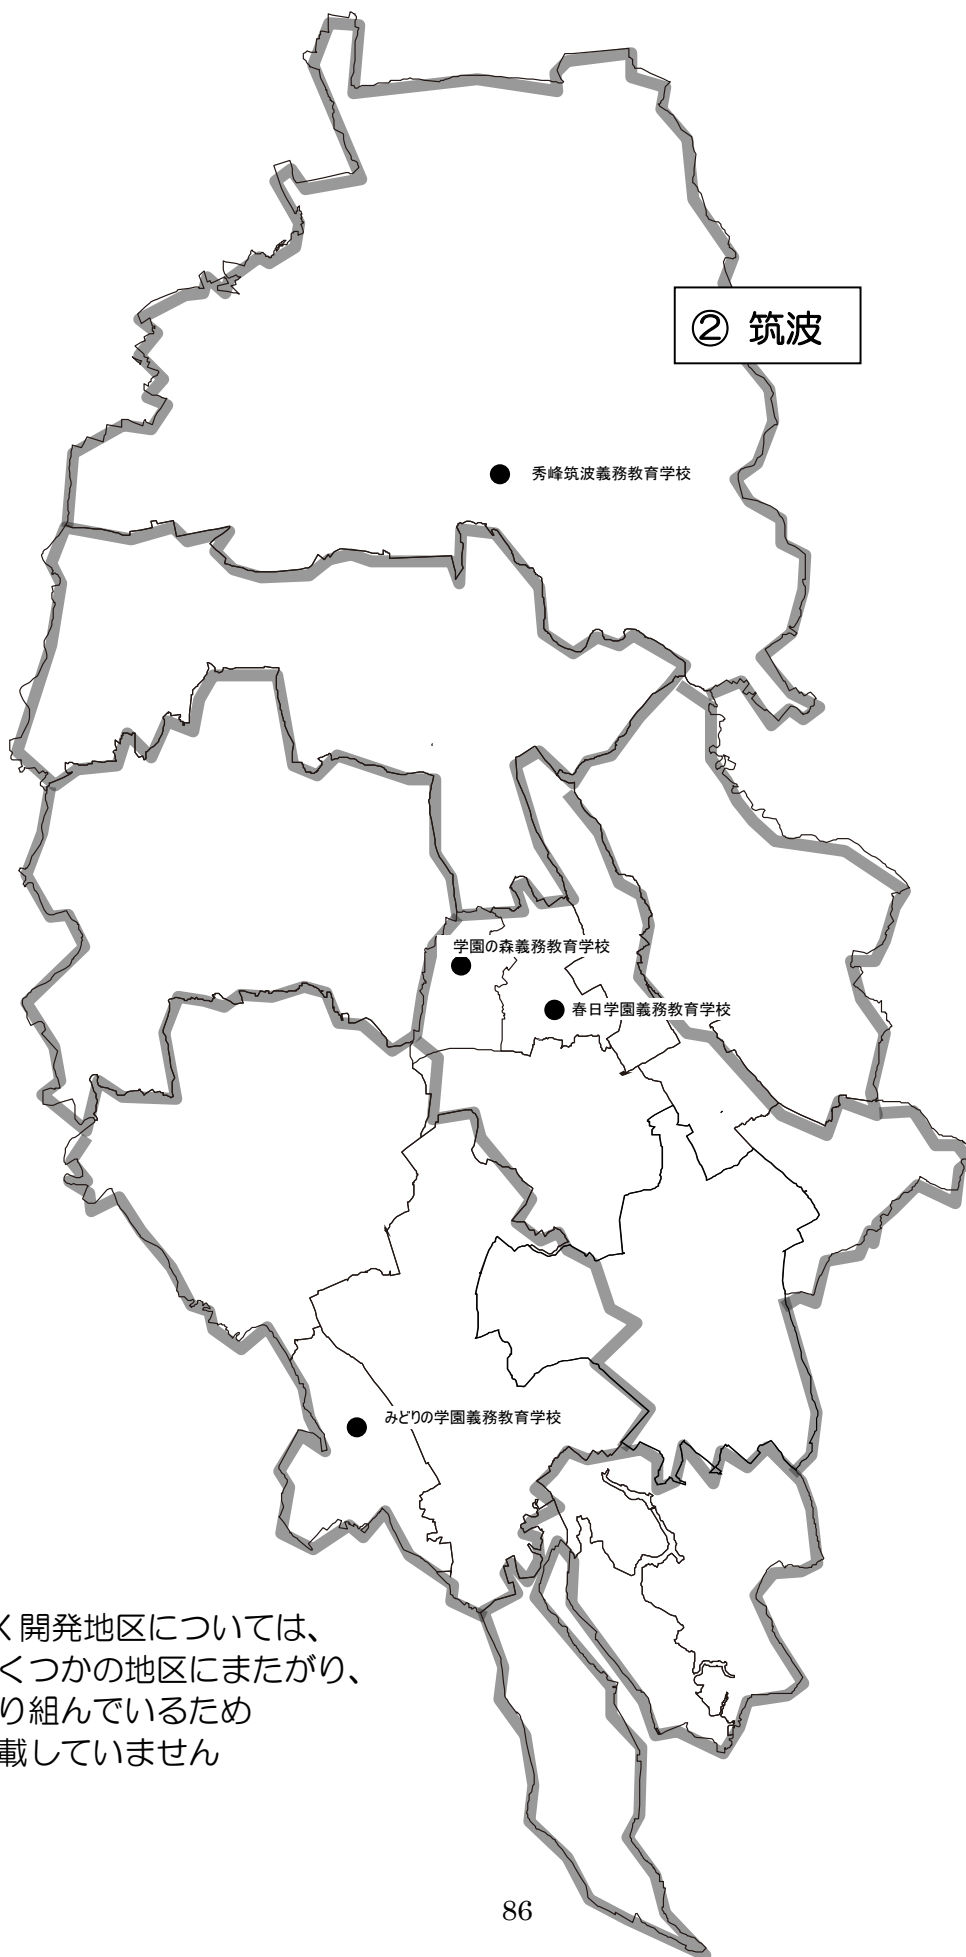 ② 筑波
秀峰筑波義務教育学校
学園の森義務教育学校
春日学園義務教育学校
みどりの学園義務教育学校
く開発地区については、
くつかの地区にまたがり、
り組んでいるため
載していません
86